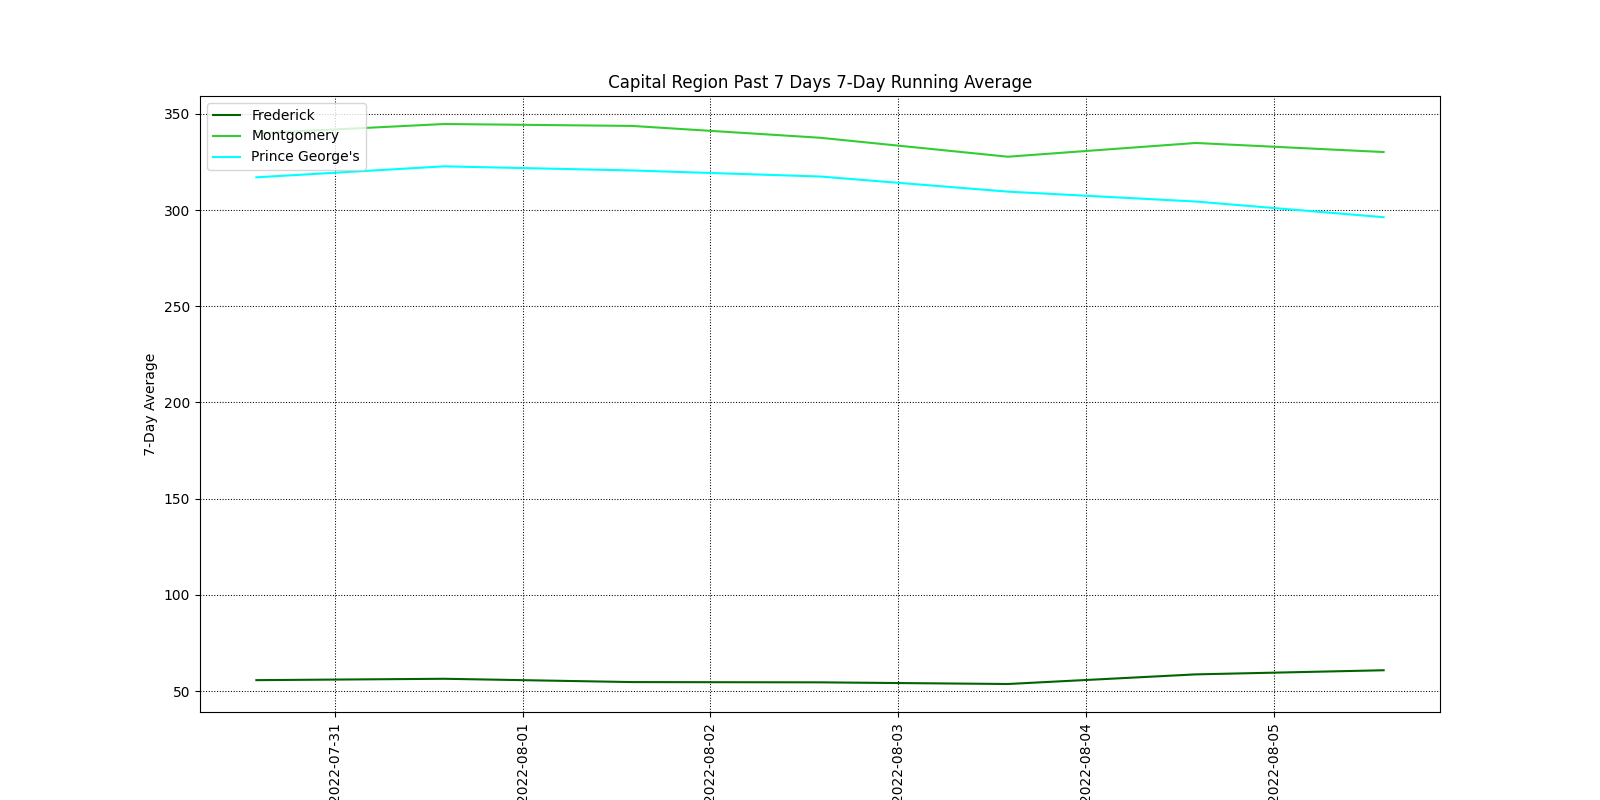 Capital Region Past 7 Days 7-Day Running Average
Frederick
Montgomery
Prince George's
350
300
250
200
150
100
50
7-Day Average
2022-07-31
2022-08-01
2022-08-02
2022-08-03
2022-08-04
2022-08-05